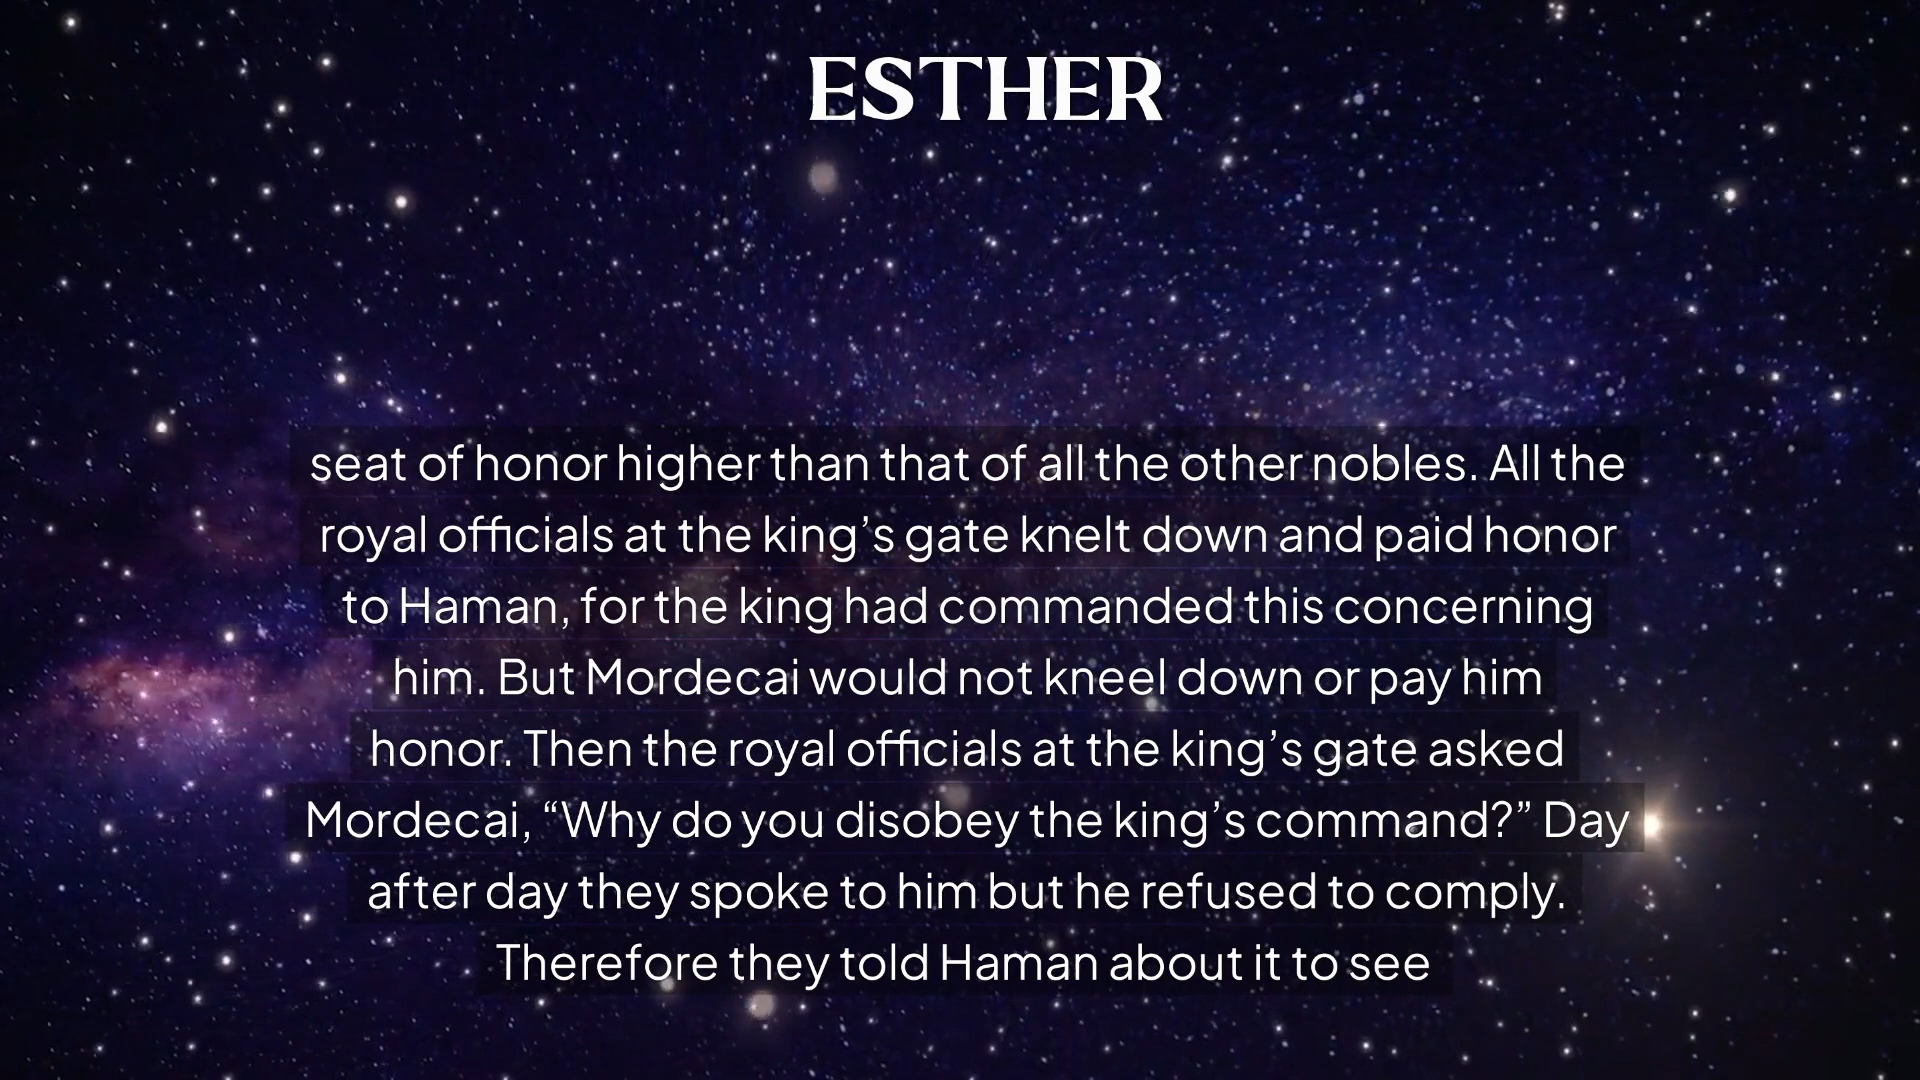 ESTHER
seat of honor higher than that of all the other nobles. All the
royal officials at the king’s gate knelt down and paid honor
to Haman, for the king had commanded this concerning
him. But Mordecai would not kneel down or pay him
honor. Then the royal officials at the king’s gate asked
Mordecai, “Why do you disobey the king’s command?” Day
after day they spoke to him but he refused to comply.
Therefore they told Haman about it to see